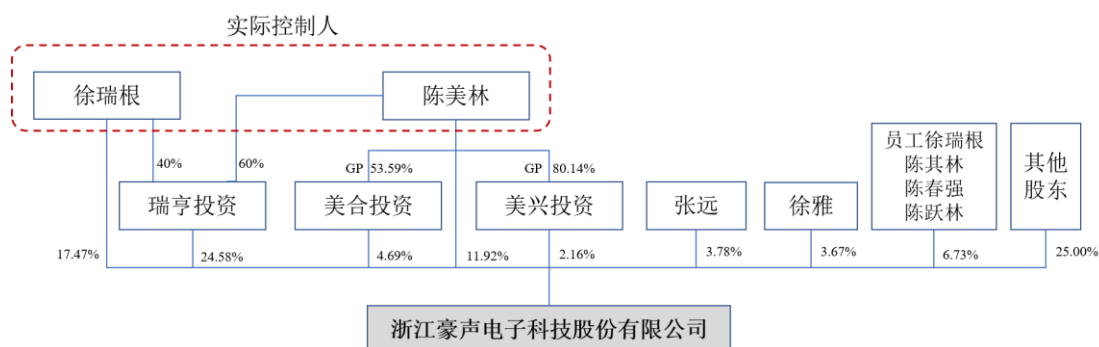 实际控制人
徐瑞根
陈美林
40%
60%
GP 53.59%
GP 80.14%
瑞亨投资
美合投资
美兴投资
张远
徐雅
员工徐瑞根
陈其林
陈春强
陈跃林
其他
股东
17.47%
24.58%
4.69%
11.92%
2.16%
3.78%
3.67%
6.73%
25.00%
浙江豪声电子科技股份有限公司